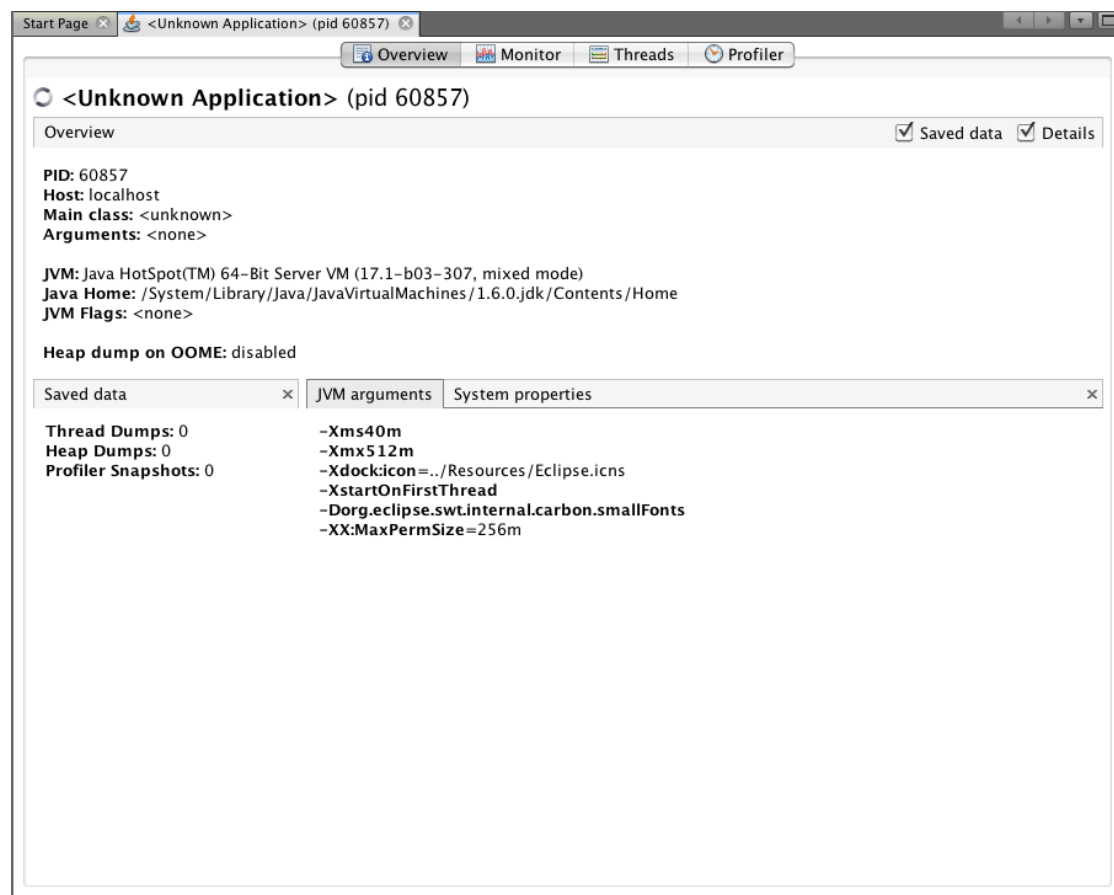 Start Page
<Unknown Application> (pid 60857)
Overview
Monitor
Threads
Profiler
<Unknown Application> (pid 60857)
Overview
Saved data
Details
PID: 60857
Host: localhost
Main class: <unknown>
Arguments: <none>
JVM: Java HotSpot(TM) 64-Bit Server VM (17.1-b03-307, mixed mode)
Java Home: /System/Library/Java/JavaVirtualMachines/1.6.0.jdk/Contents/Home
JVM Flags: <none>
Heap dump on OOME: disabled
Saved data
Thread Dumps: 0
Heap Dumps: 0
Profiler Snapshots: 0
JVM arguments
System properties
-Xms40m
-Xmx512m
-Xdock:icon=../Resources/Eclipse.icns
-XstartOnFirstThread
-Dorg.eclipse.swt.internal.carbon.smallFonts
-XX:MaxPermSize=256m